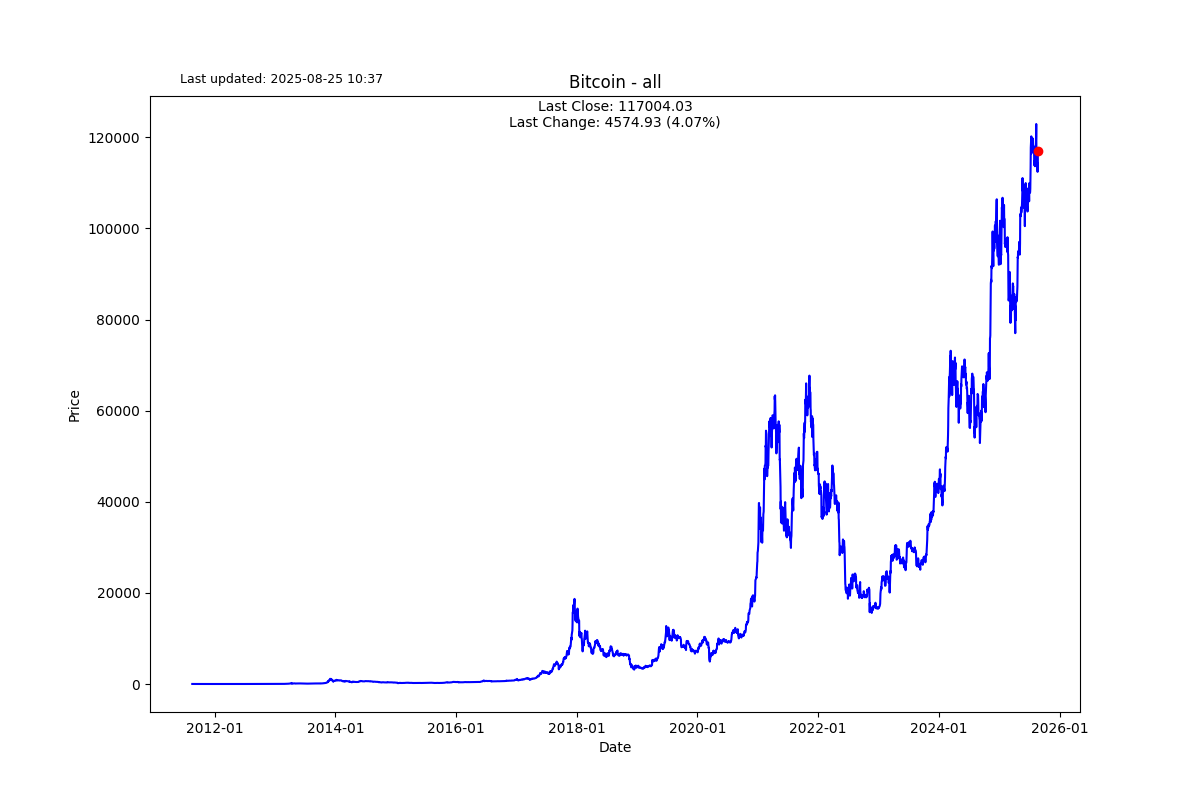 Last updated: 2025-08-25 10:37
Bitcoin - all
Last Close: 117004.03
Last Change: 4574.93 (4.07%)
120000
100000
80000
60000
40000
20000
0
Price
2012-01 2014-01 2016-01 2018-01 2020-01 2022-01 2024-01 2026-01
Date